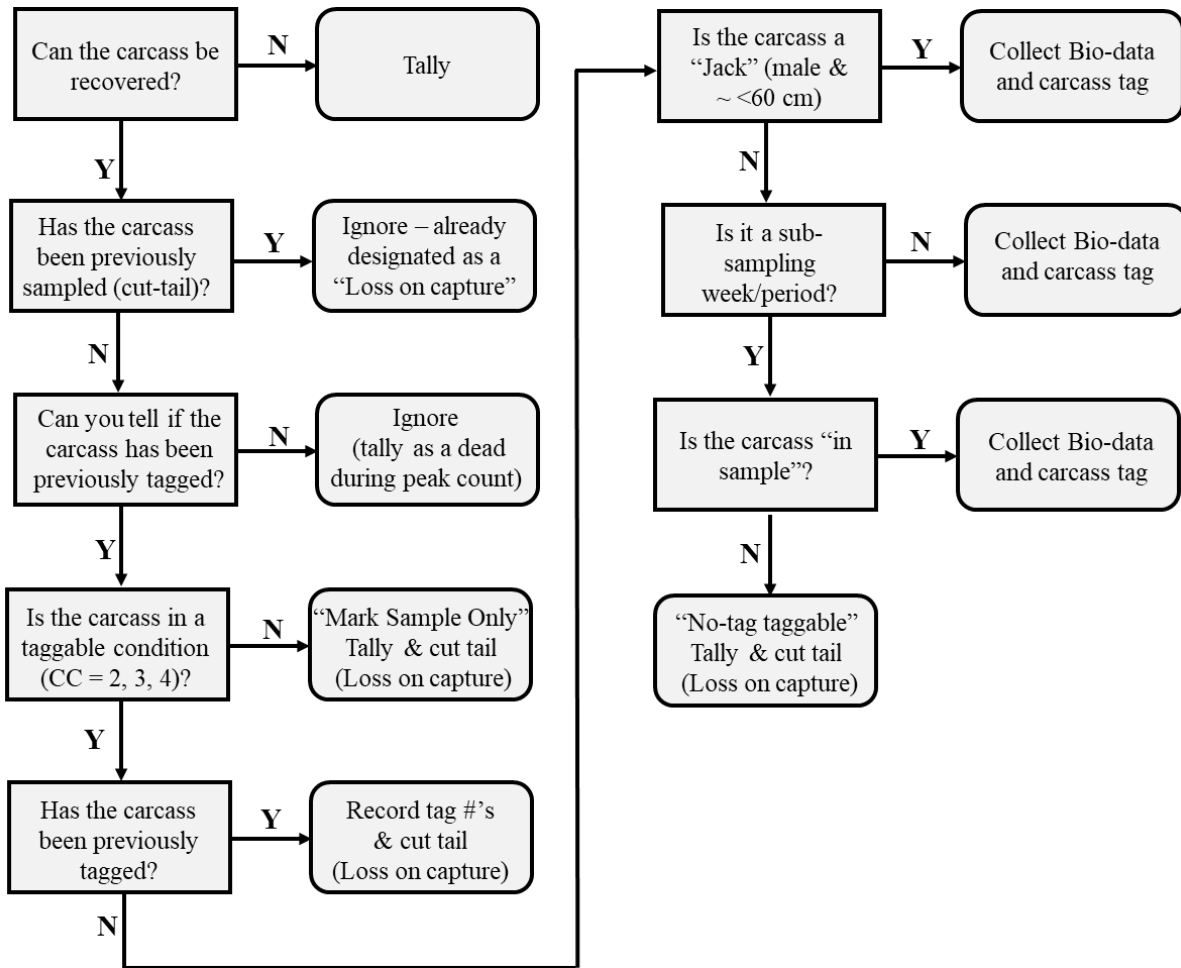 Can the carcass be
recovered?
N
Tally
Y
Has the carcass
been previously
sampled (cut-tail)?
Y
Ignore – already
designated as a
“Loss on capture”
N
Can you tell if the
carcass has been
previously tagged?
N
Ignore
(tally as a dead
during peak count)
Y
Is the carcass in a
taggable condition
(CC = 2, 3, 4)?
N
“Mark Sample Only”
Tally & cut tail
(Loss on capture)
Y
Has the carcass
been previously
tagged?
Y
Record tag #’s
& cut tail
(Loss on capture)
N
Is the carcass a
“Jack” (male &
~ <60 cm)
Y
Collect Bio-data
and carcass tag
N
Is it a sub-
sampling
week/period?
N
Collect Bio-data
and carcass tag
Y
Is the carcass “in
sample”?
Y
Collect Bio-data
and carcass tag
N
“No-tag taggable”
Tally & cut tail
(Loss on capture)